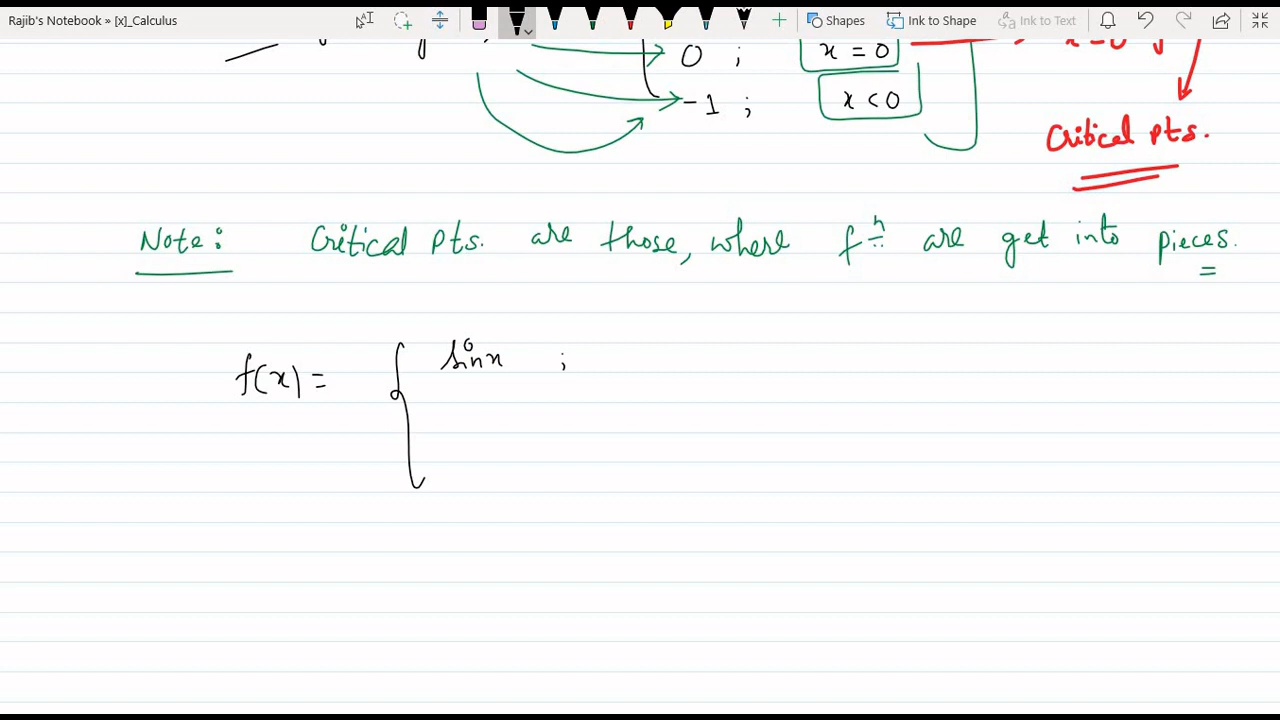 Rajib's Notebook » [x]_Calculus
Shapes Ink to Shape Ink to Text
0 ; x = 0
-1 ; x < 0
Critical pts.
Note: Critical pts. are those, where fⁿ are get into pieces.
f(x) = { sinx ;